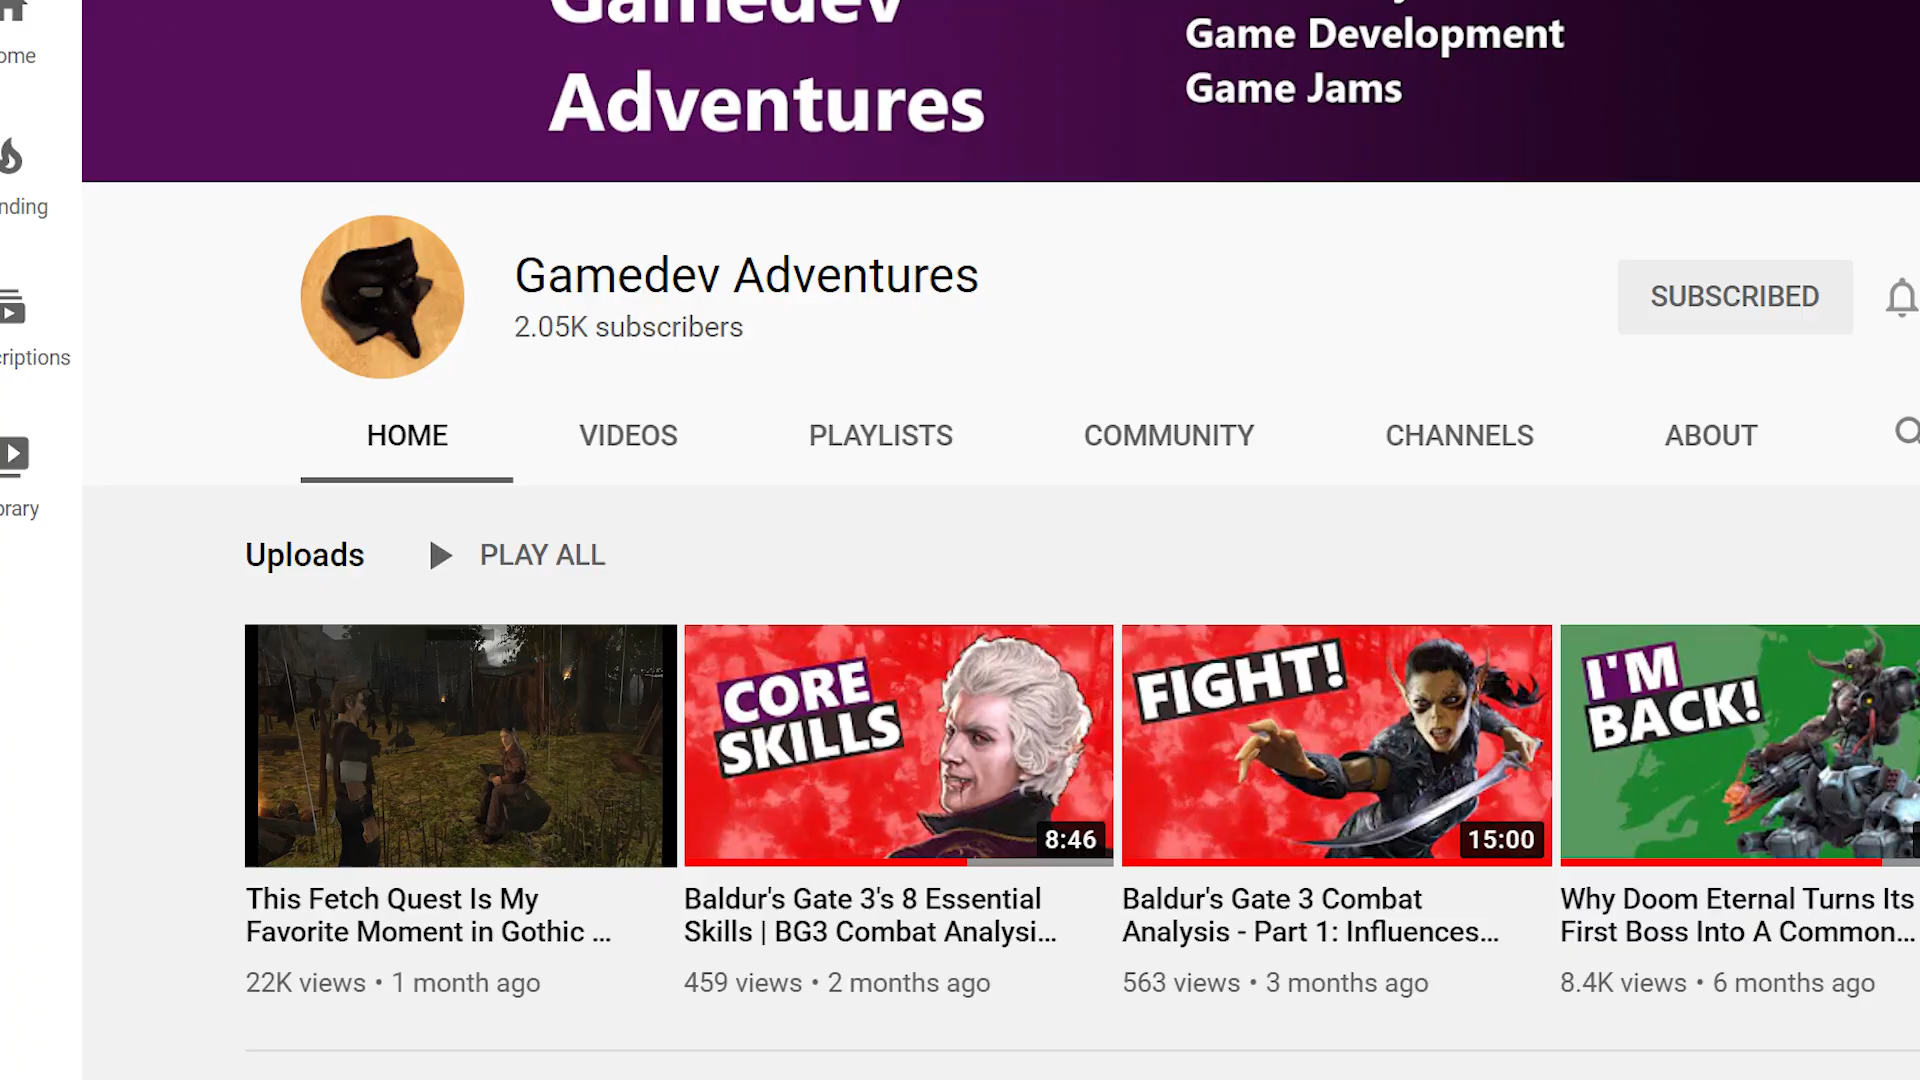 Gamedev
Adventures
Game Development
Game Jams
ome
nding
criptions
brary
Gamedev Adventures
2.05K subscribers
SUBSCRIBED
HOME
VIDEOS
PLAYLISTS
COMMUNITY
CHANNELS
ABOUT
Uploads
PLAY ALL
CORE
SKILLS
8:46
FIGHT!
15:00
I'M
BACK!
This Fetch Quest Is My
Favorite Moment in Gothic ...
22K views • 1 month ago
Baldur's Gate 3's 8 Essential
Skills | BG3 Combat Analysi...
459 views • 2 months ago
Baldur's Gate 3 Combat
Analysis - Part 1: Influences...
563 views • 3 months ago
Why Doom Eternal Turns Its
First Boss Into A Common...
8.4K views • 6 months ago